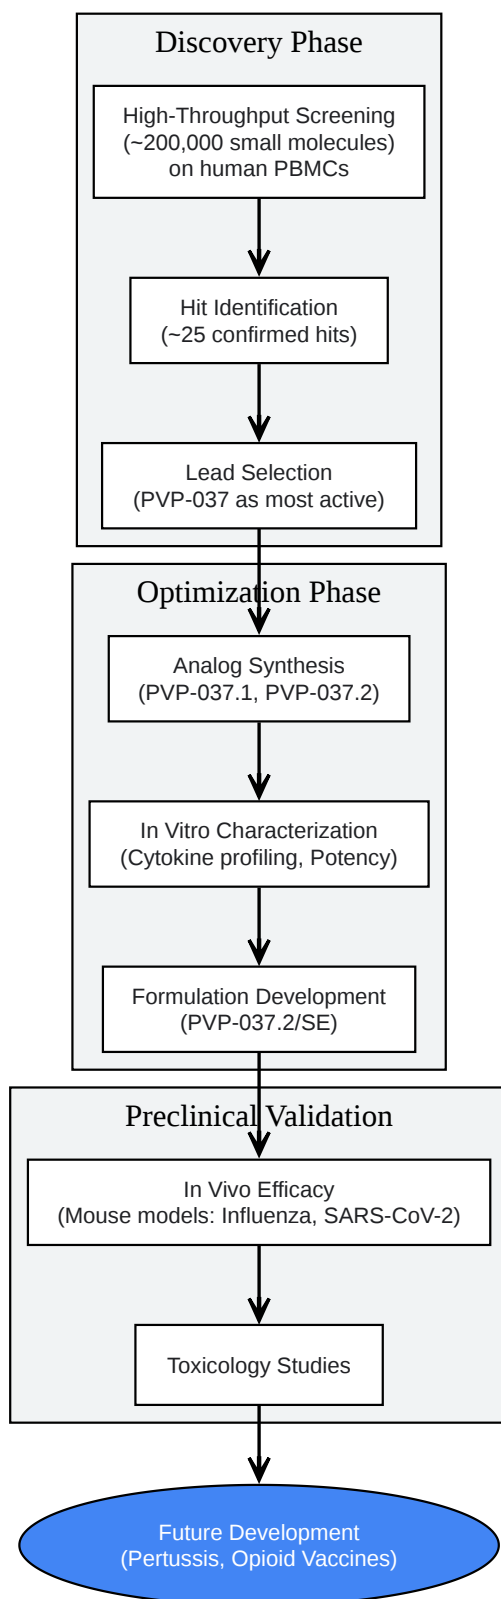 Discovery Phase
High-Throughput Screening
(~200,000 small molecules)
on human PBMCs
Hit Identification
(~25 confirmed hits)
Lead Selection
(PVP-037 as most active)
Optimization Phase
Analog Synthesis
(PVP-037.1, PVP-037.2)
In Vitro Characterization
(Cytokine profiling, Potency)
Formulation Development
(PVP-037.2/SE)
Preclinical Validation
In Vivo Efficacy
(Mouse models: Influenza, SARS-CoV-2)
Toxicology Studies
Future Development
(Pertussis, Opioid Vaccines)